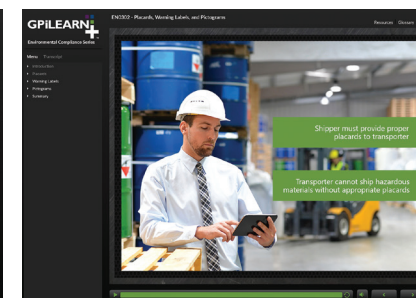 GPiLEARN+
EN0302 - Placards, Warning Labels, and Pictograms
Resources Glossary
Environmental Compliance Series
Menu Transcript
Introduction
Placards
Warning Labels
Pictograms
Summary
Shipper must provide proper
placards to transporter
Transporter cannot ship hazardous
materials without appropriate placards